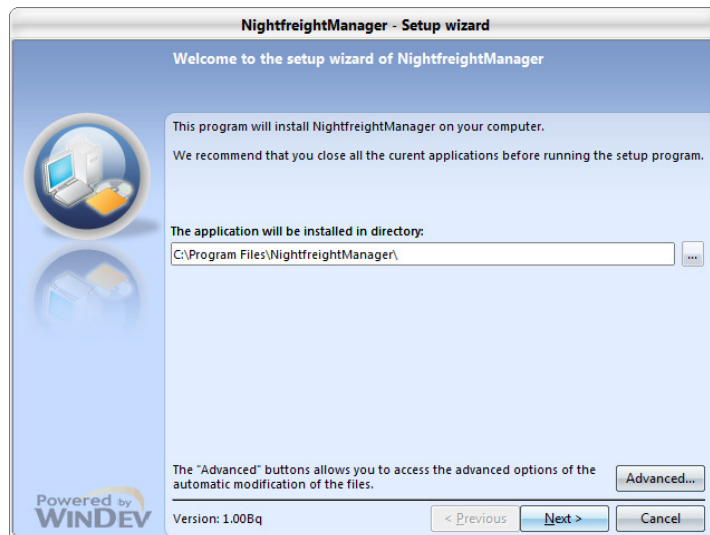 NightfreightManager - Setup wizard
Welcome to the setup wizard of NightfreightManager
This program will install NightfreightManager on your computer.
We recommend that you close all the curent applications before running the setup program.
The application will be installed in directory:
C:\Program Files\NightfreightManager\
...
The "Advanced" buttons allows you to access the advanced options of the
automatic modification of the files.
Advanced...
Powered by
WINDEV
Version: 1.00Bq
< Previous
Next >
Cancel